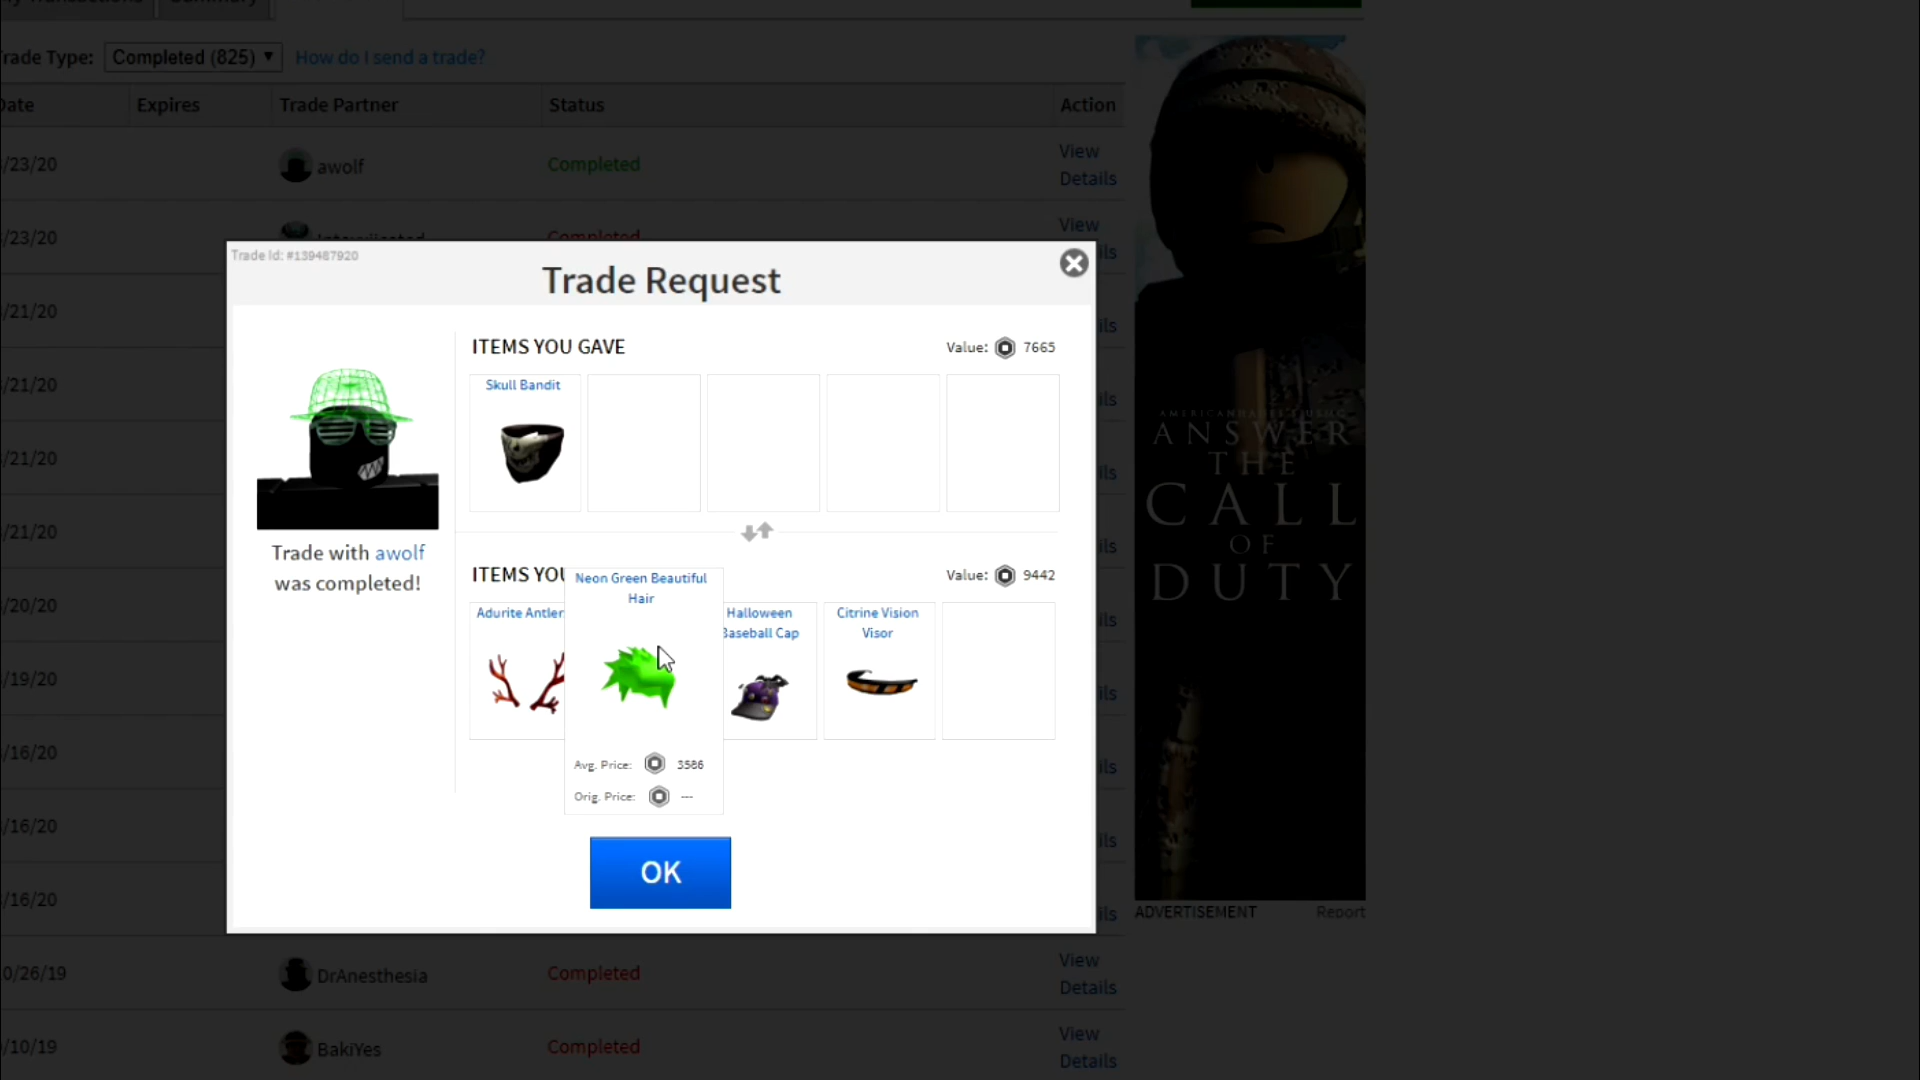 Trade Type: Completed (825) ▼ How do I send a trade?
Date Expires Trade Partner Status Action
/23/20 awolf Completed View Details
/23/20 Completed View
Trade Id: #139487920
Trade Request
ITEMS YOU GAVE Value: 7665
Skull Bandit
Trade with awolf
was completed!
ITEMS YOU Value: 9442
Adurite Antler
Neon Green Beautiful
Hair
Halloween
Baseball Cap
Citrine Vision
Visor
Avg. Price: 3586
Orig. Price: ---
OK
/21/20
/21/20
/21/20
/21/20
/20/20
/19/20
/16/20
/16/20
/16/20
0/26/19 DrAnesthesia Completed View Details
/10/19 BakiYes Completed View Details
ANSWER
THE
CALL
OF
DUTY
ADVERTISEMENT Report